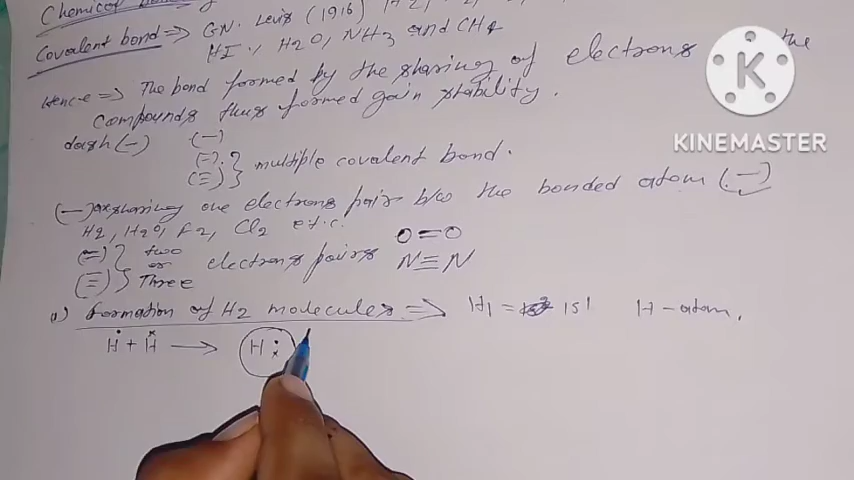 Chemical
Covalent bond => G.N. Lewis (1916) H2,
HI., H2O, NH3 and CH4
Hence => The bond formed by the sharing of electrons the
compounds thus formed gain stability.
dash (-) (-)
(=) } multiple covalent bond.
(≡)
(-) sharing one electrons pair b/w the bonded atom (-)
H2, H2O, F2, Cl2 etc.
(=) } two or electrons pairs O=O
(≡) } Three N≡N
1) Formation of H2 molecules => H1 = 1s1 H-atom.
H + H → H
K
KINEMASTER